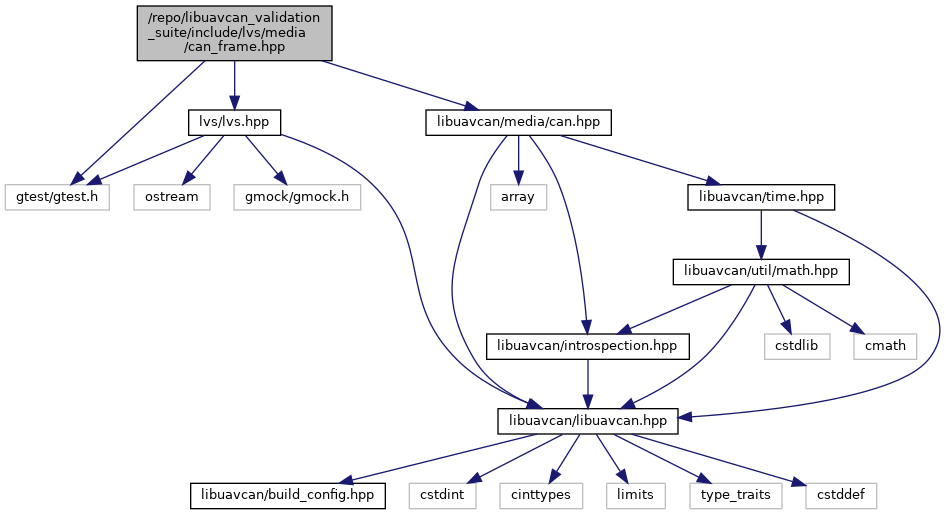 /repo/libuavcan_validation
_suite/include/lvs/media
/can_frame.hpp
lvs/lvs.hpp
libuavcan/media/can.hpp
gtest/gtest.h
ostream
gmock/gmock.h
array
libuavcan/time.hpp
libuavcan/util/math.hpp
libuavcan/introspection.hpp
cstdlib
cmath
libuavcan/libuavcan.hpp
libuavcan/build_config.hpp
cstdint
cinttypes
limits
type_traits
cstddef